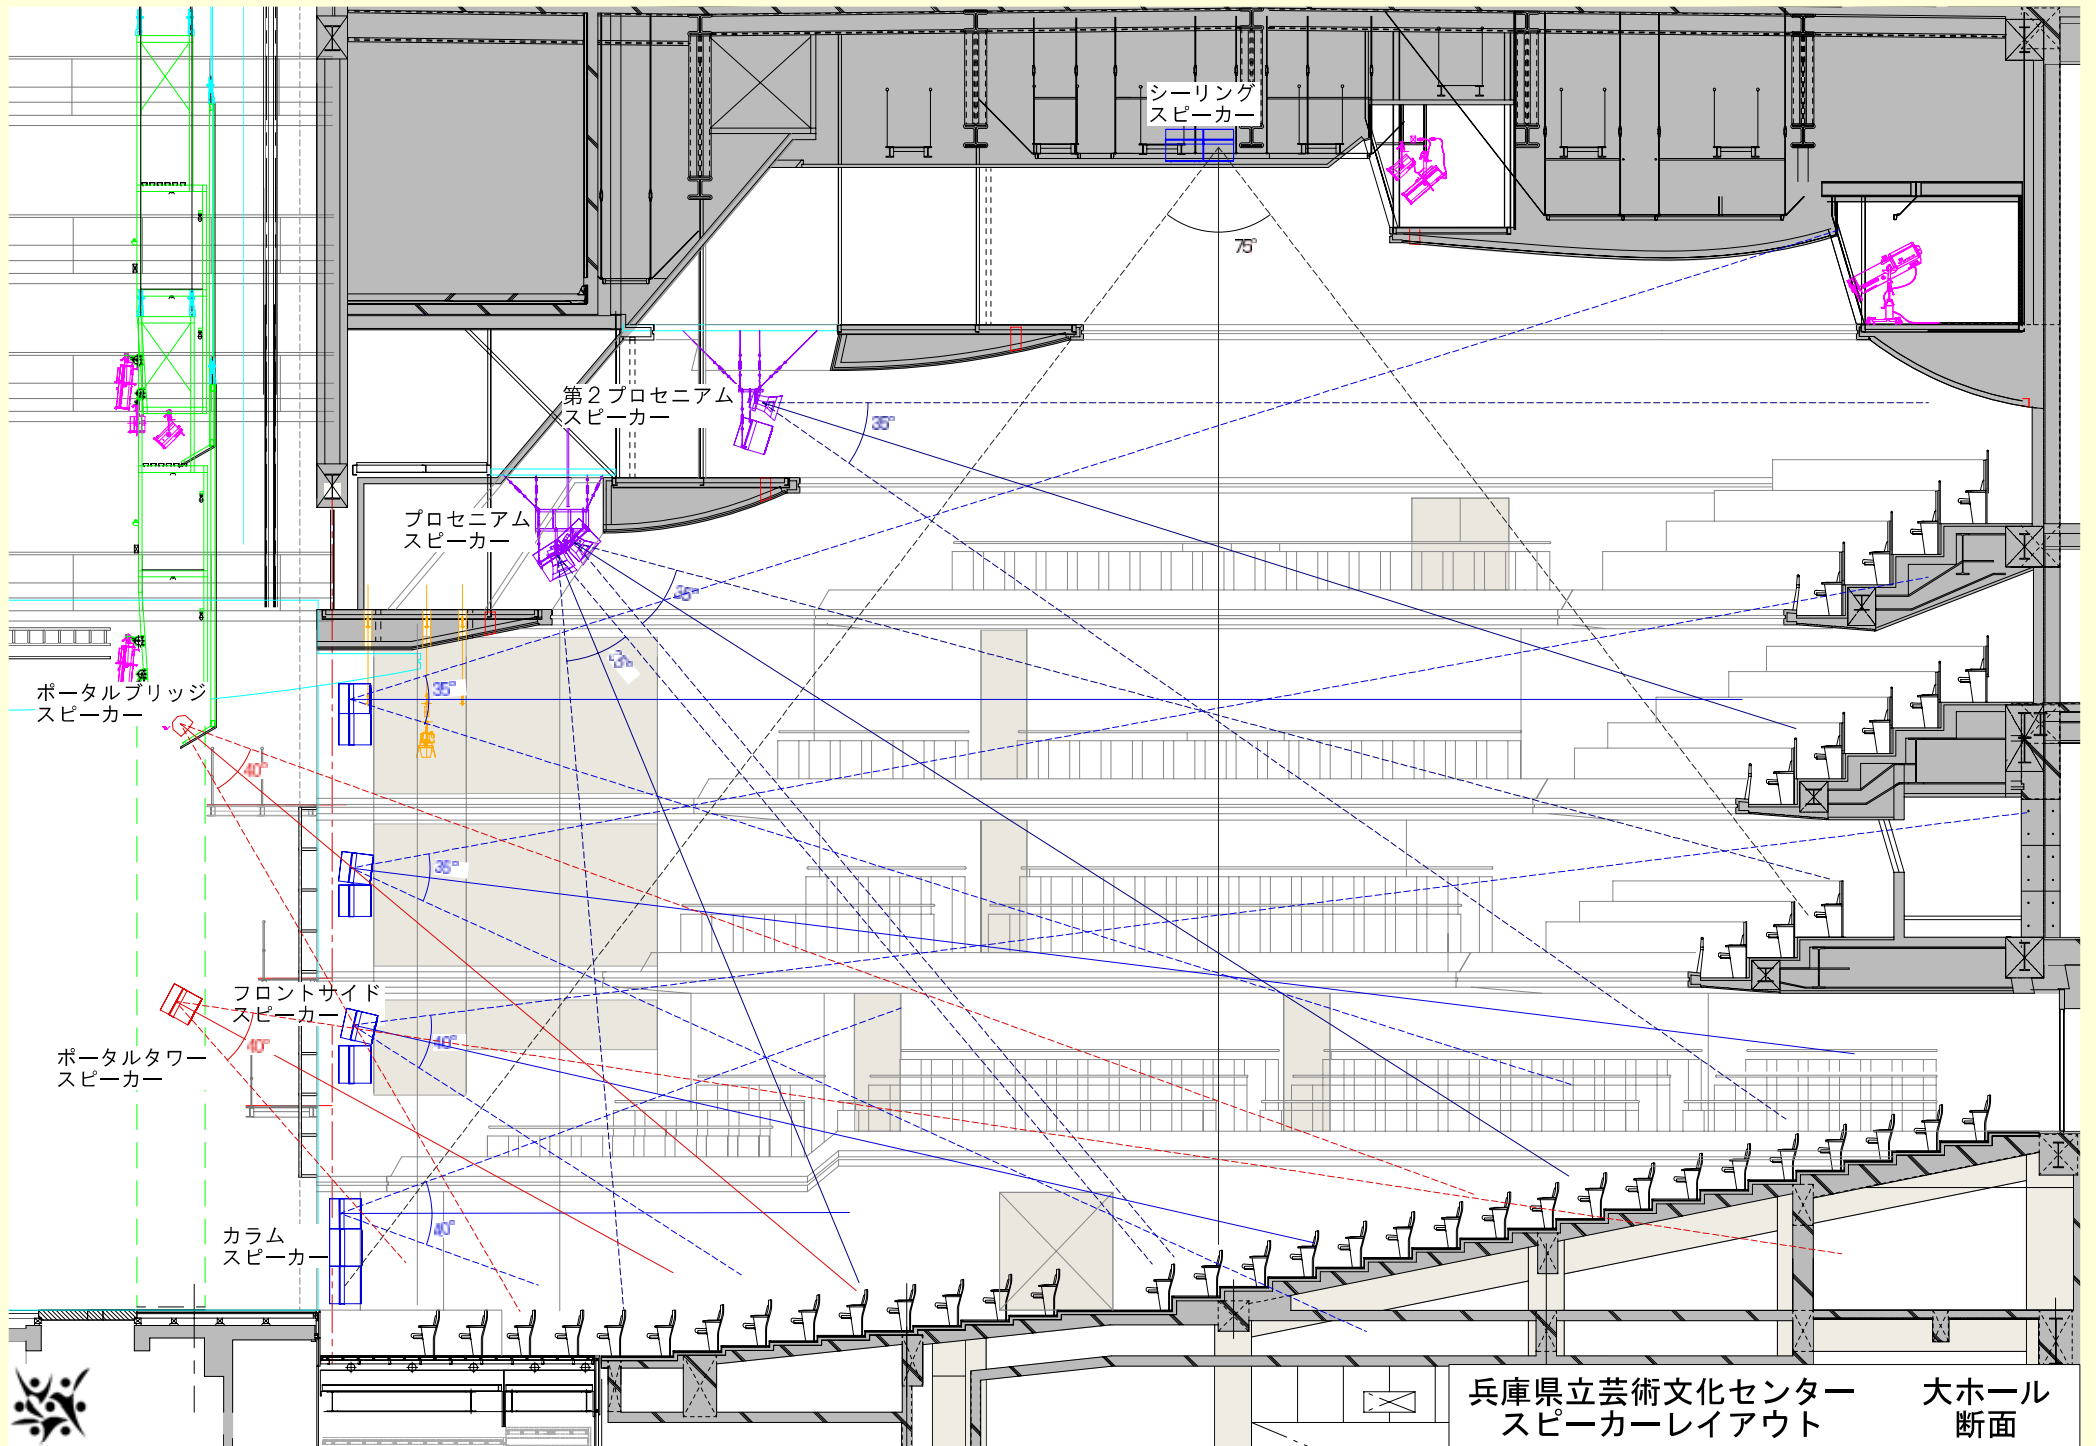 シーリング
スピーカー
75°
第2プロセニアム
スピーカー
35°
プロセニアム
スピーカー
35°
ポータルブリッジ
スピーカー
35°
40°
35°
フロントサイド
スピーカー
40°
40°
ポータルタワー
スピーカー
カラム
スピーカー
40°
兵庫県立芸術文化センター 大ホール
スピーカーレイアウト 断面